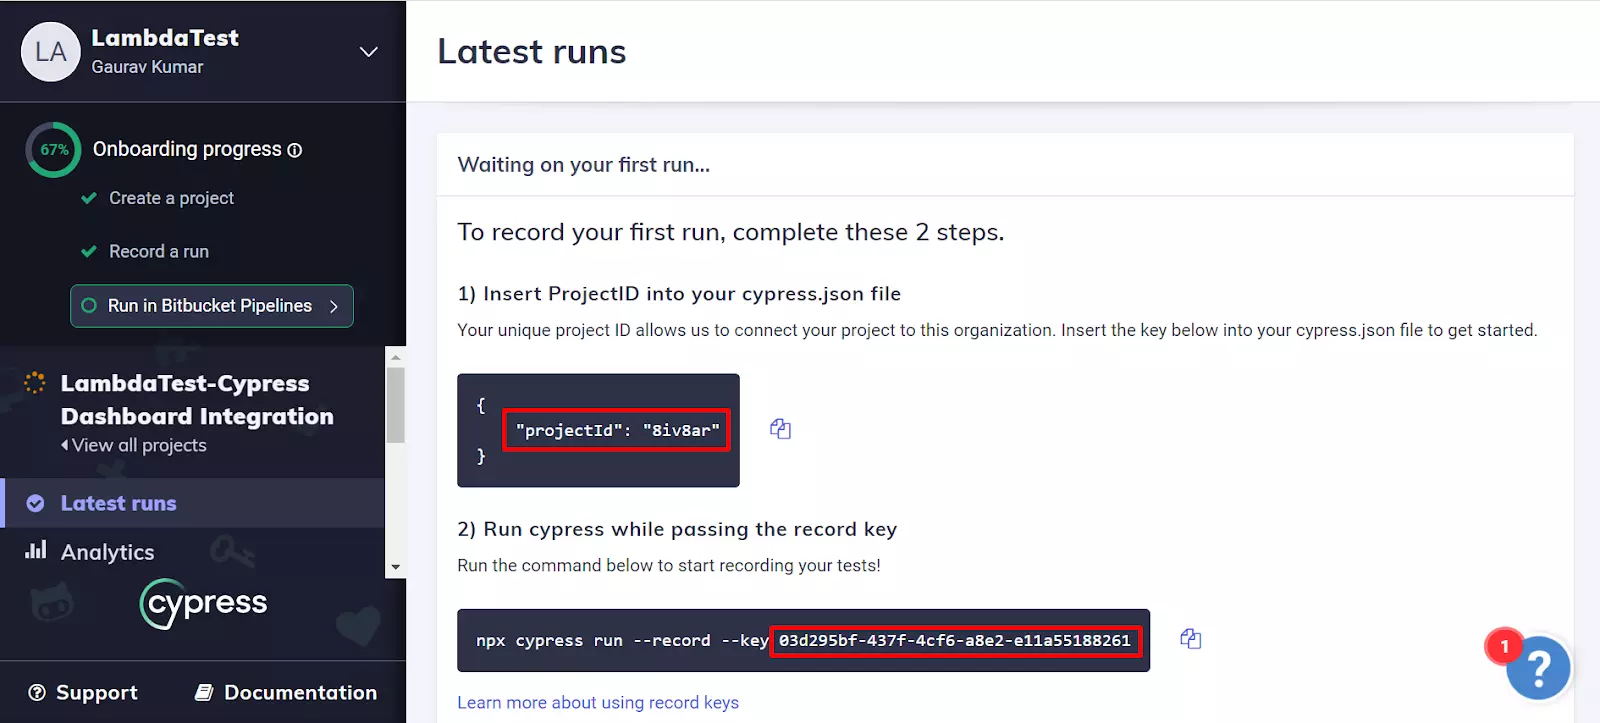 LA
LambdaTest
Gaurav Kumar
67%
Onboarding progress
Create a project
Record a run
Run in Bitbucket Pipelines
LambdaTest-Cypress
Dashboard Integration
View all projects
Latest runs
Analytics
cypress
Support
Documentation
Latest runs
Waiting on your first run...
To record your first run, complete these 2 steps.
1) Insert ProjectID into your cypress.json file
Your unique project ID allows us to connect your project to this organization. Insert the key below into your cypress.json file to get started.
{
"projectId": "8iv8ar"
}
2) Run cypress while passing the record key
Run the command below to start recording your tests!
npx cypress run --record --key 03d295bf-437f-4cf6-a8e2-e11a55188261
Learn more about using record keys
1
?